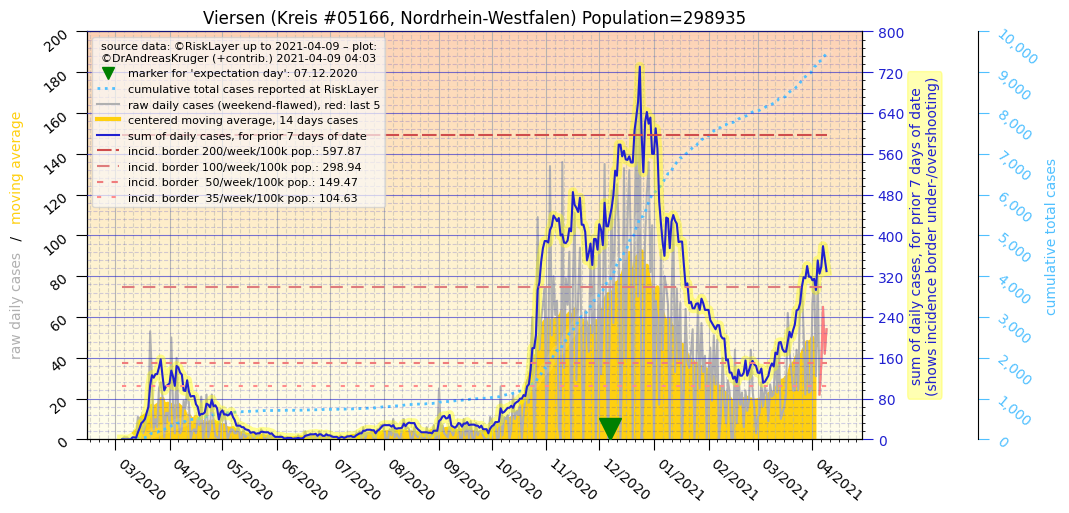 Viersen (Kreis #05166, Nordrhein-Westfalen) Population=298935
source data: ©RiskLayer up to 2021-04-09 – plot:
©DrAndreasKruger (+contrib.) 2021-04-09 04:03
marker for 'expectation day': 07.12.2020
cumulative total cases reported at RiskLayer
raw daily cases (weekend-flawed), red: last 5
centered moving average, 14 days cases
sum of daily cases, for prior 7 days of date
incid. border 200/week/100k pop.: 597.87
incid. border 100/week/100k pop.: 298.94
incid. border  50/week/100k pop.: 149.47
incid. border  35/week/100k pop.: 104.63
raw daily cases / moving average
200
180
160
140
120
100
80
60
40
20
0
03/2020
04/2020
05/2020
06/2020
07/2020
08/2020
09/2020
10/2020
11/2020
12/2020
01/2021
02/2021
03/2021
04/2021
800
720
640
560
480
400
320
240
160
80
0
sum of daily cases, for prior 7 days of date
(shows incidence border under-/overshooting)
10,000
9,000
8,000
7,000
6,000
5,000
4,000
3,000
2,000
1,000
0
cumulative total cases